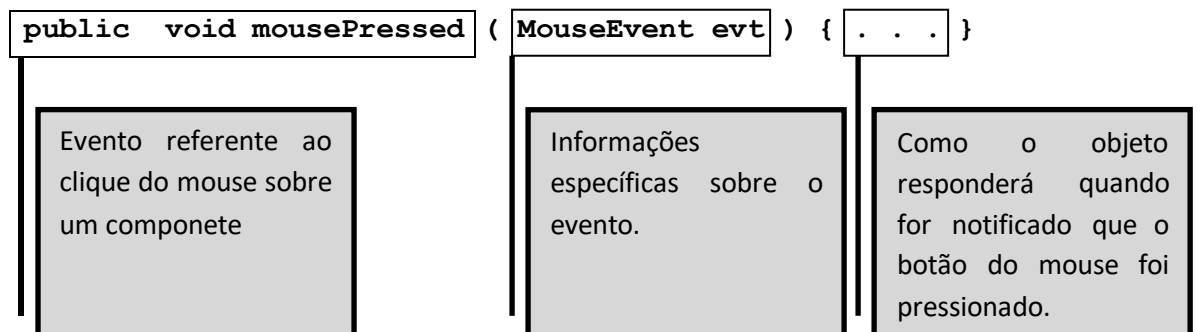 public void mousePressed ( MouseEvent evt ) { . . . }
Evento referente ao
clique do mouse sobre
um componete
Informações
específicas sobre o
evento.
Como o objeto
responderá quando
for notificado que o
botão do mouse foi
pressionado.